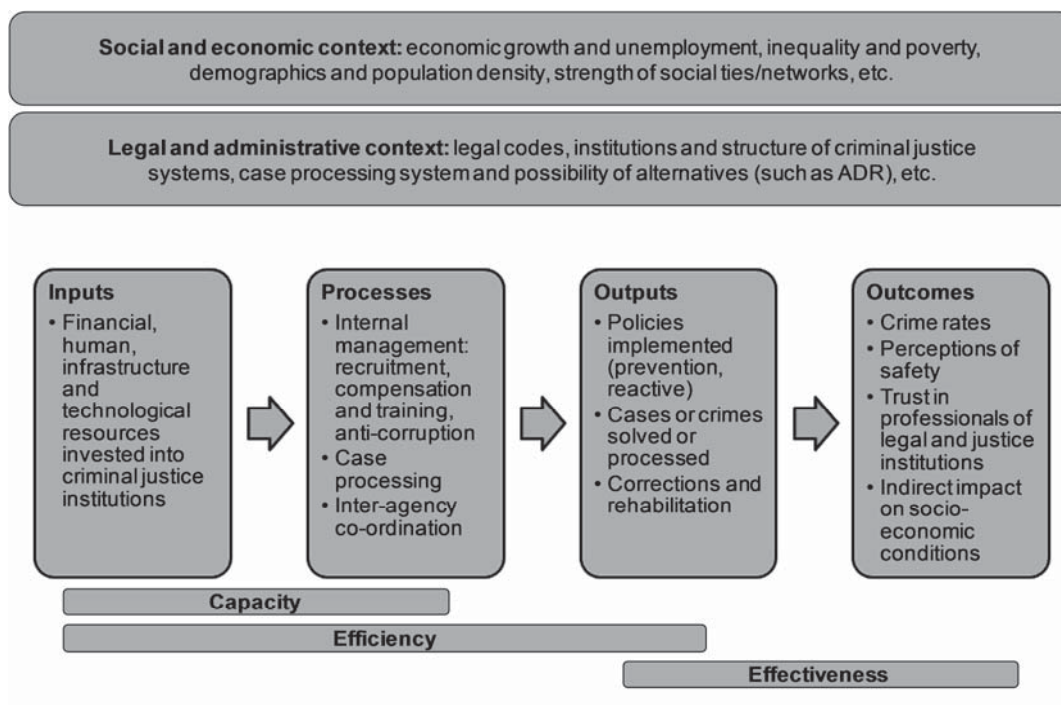 Social and economic context: economic growth and unemployment, inequality and poverty,
demographics and population density, strength of social ties/networks, etc.
Legal and administrative context: legal codes, institutions and structure of criminal justice
systems, case processing system and possibility of alternatives (such as ADR), etc.
Inputs
• Financial,
human,
infrastructure
and
technological
resources
invested into
criminal justice
institutions
Processes
• Internal
management:
recruitment,
compensation
and training,
anti-corruption
• Case
processing
• Inter-agency
co-ordination
Outputs
• Policies
implemented
(prevention,
reactive)
• Cases or crimes
solved or
processed
• Corrections and
rehabilitation
Outcomes
• Crime rates
• Perceptions of
safety
• Trust in
professionals of
legal and justice
institutions
• Indirect impact
on socio-
economic
conditions
Capacity
Efficiency
Effectiveness